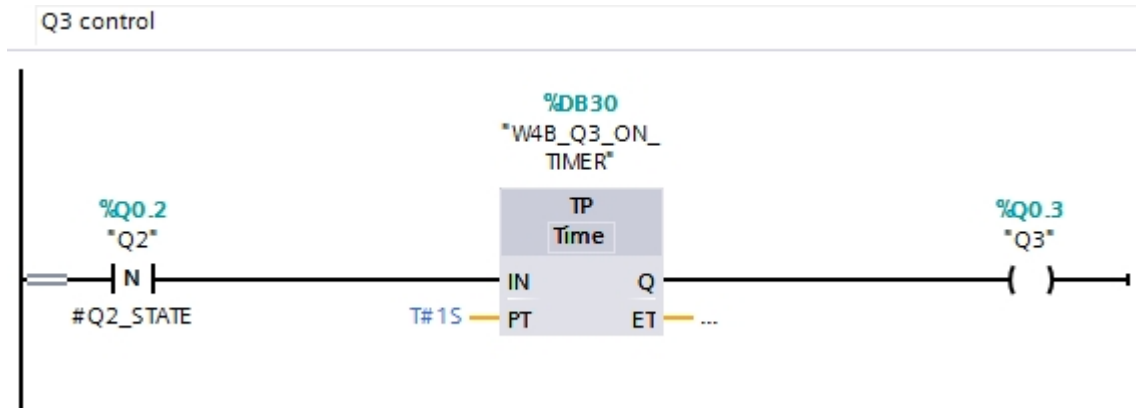 Q3 control
%DB30
"W4B_Q3_ON_
TIMER"
%Q0.2
"Q2"
N
#Q2_STATE
TP
Time
IN
Q
T#1S
PT
ET
...
%Q0.3
"Q3"
( )